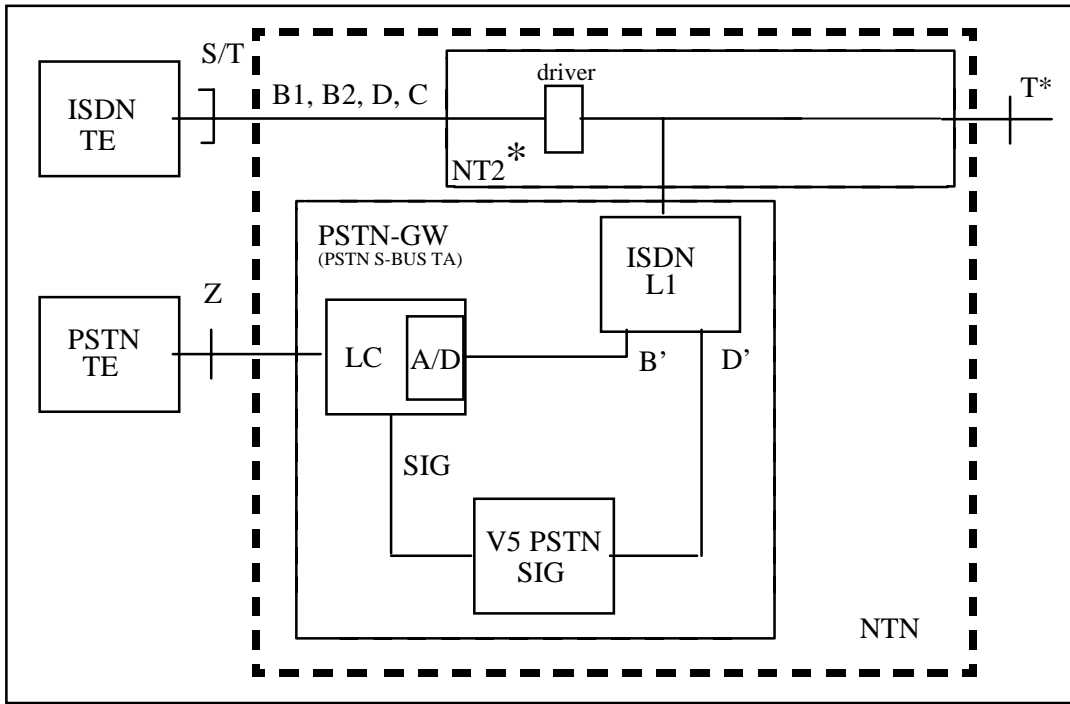 S/T
driver
T*
ISDN
TE
B1, B2, D, C
NT2*
PSTN-GW
(PSTN S-BUS TA)
ISDN
L1
Z
PSTN
TE
LC
A/D
B’
D’
SIG
V5 PSTN
SIG
NTN